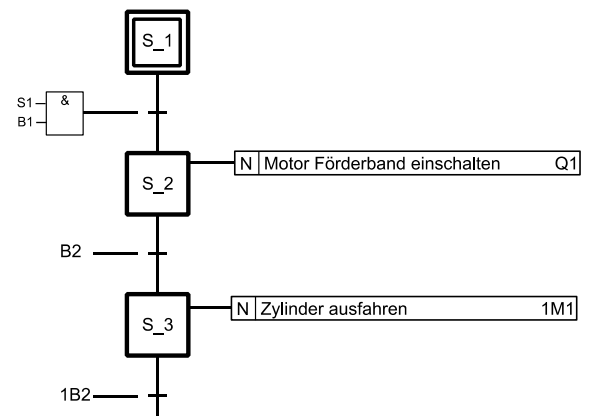 S_1
S1
&
B1
S_2
N Motor Förderband einschalten Q1
B2
S_3
N Zylinder ausfahren 1M1
1B2